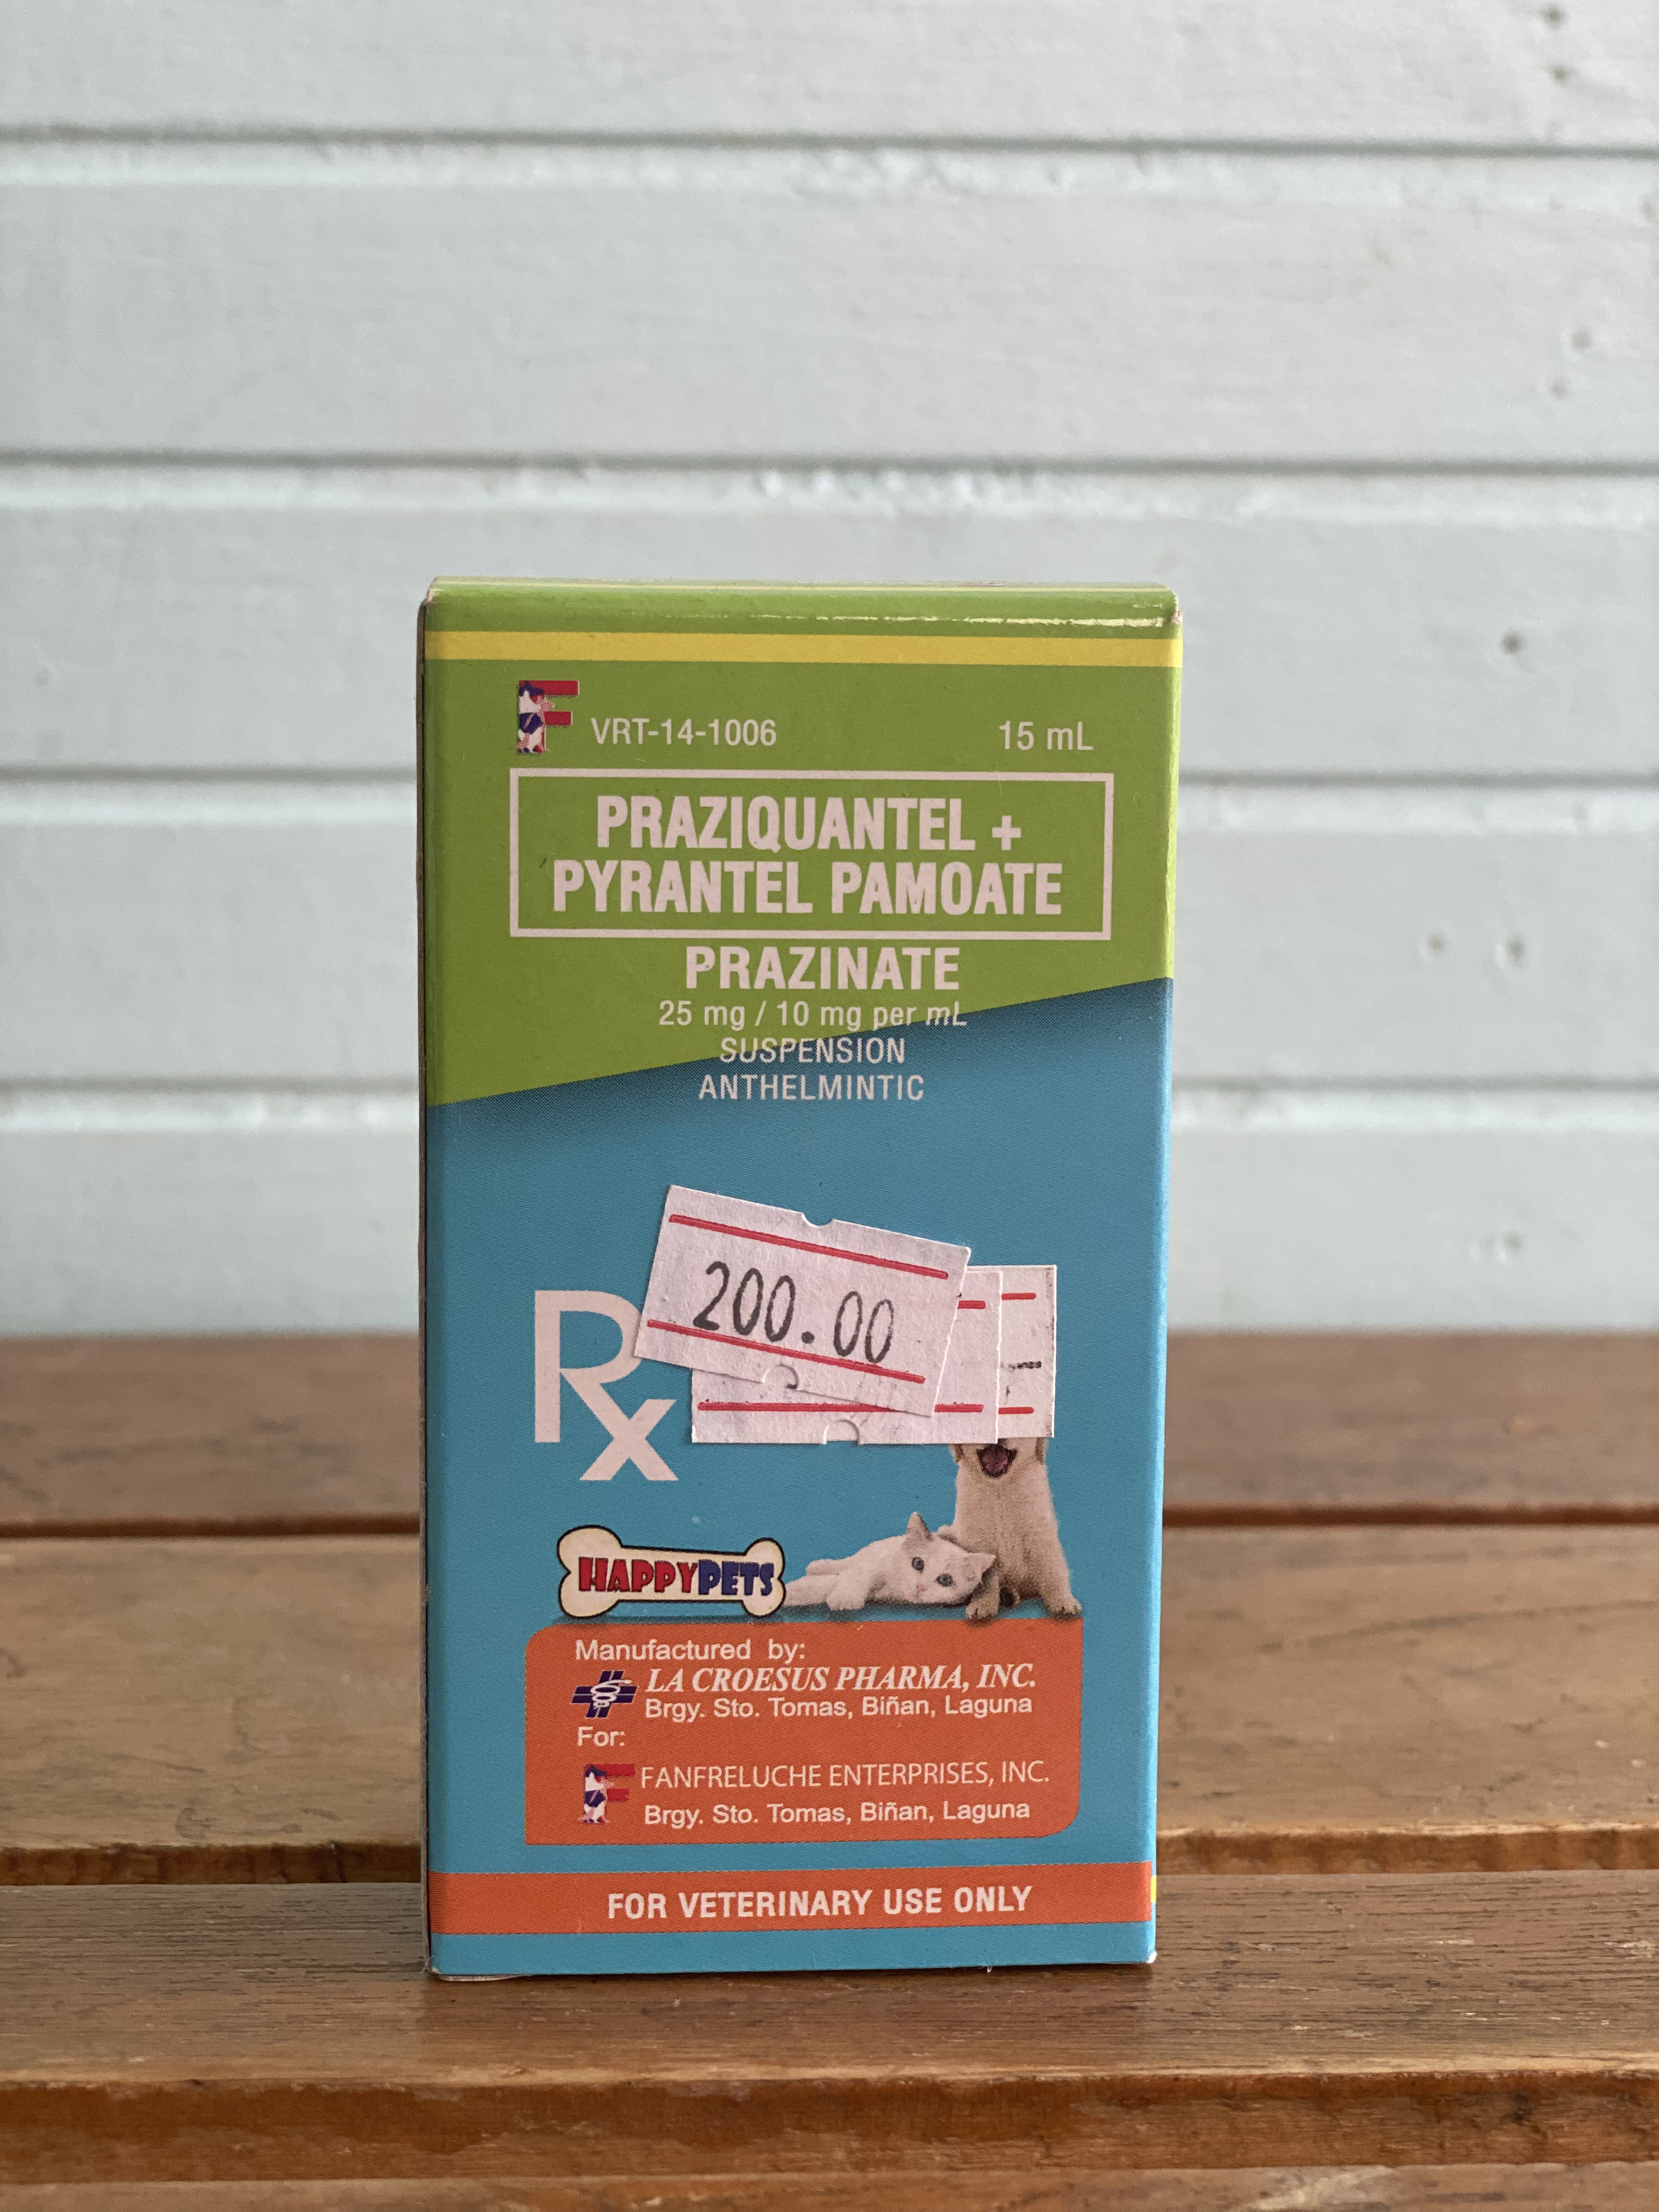 VRT-14-1006 15 mL
PRAZIQUANTEL +
PYRANTEL PAMOATE
PRAZINATE
25 mg / 10 mg per mL
SUSPENSION
ANTHELMINTIC
200.00
Rx
HAPPYPETS
Manufactured by:
LA CROESUS PHARMA, INC.
Brgy. Sto. Tomas, Biñan, Laguna
For:
F FANFRELUCHE ENTERPRISES, INC.
Brgy. Sto. Tomas, Biñan, Laguna
FOR VETERINARY USE ONLY